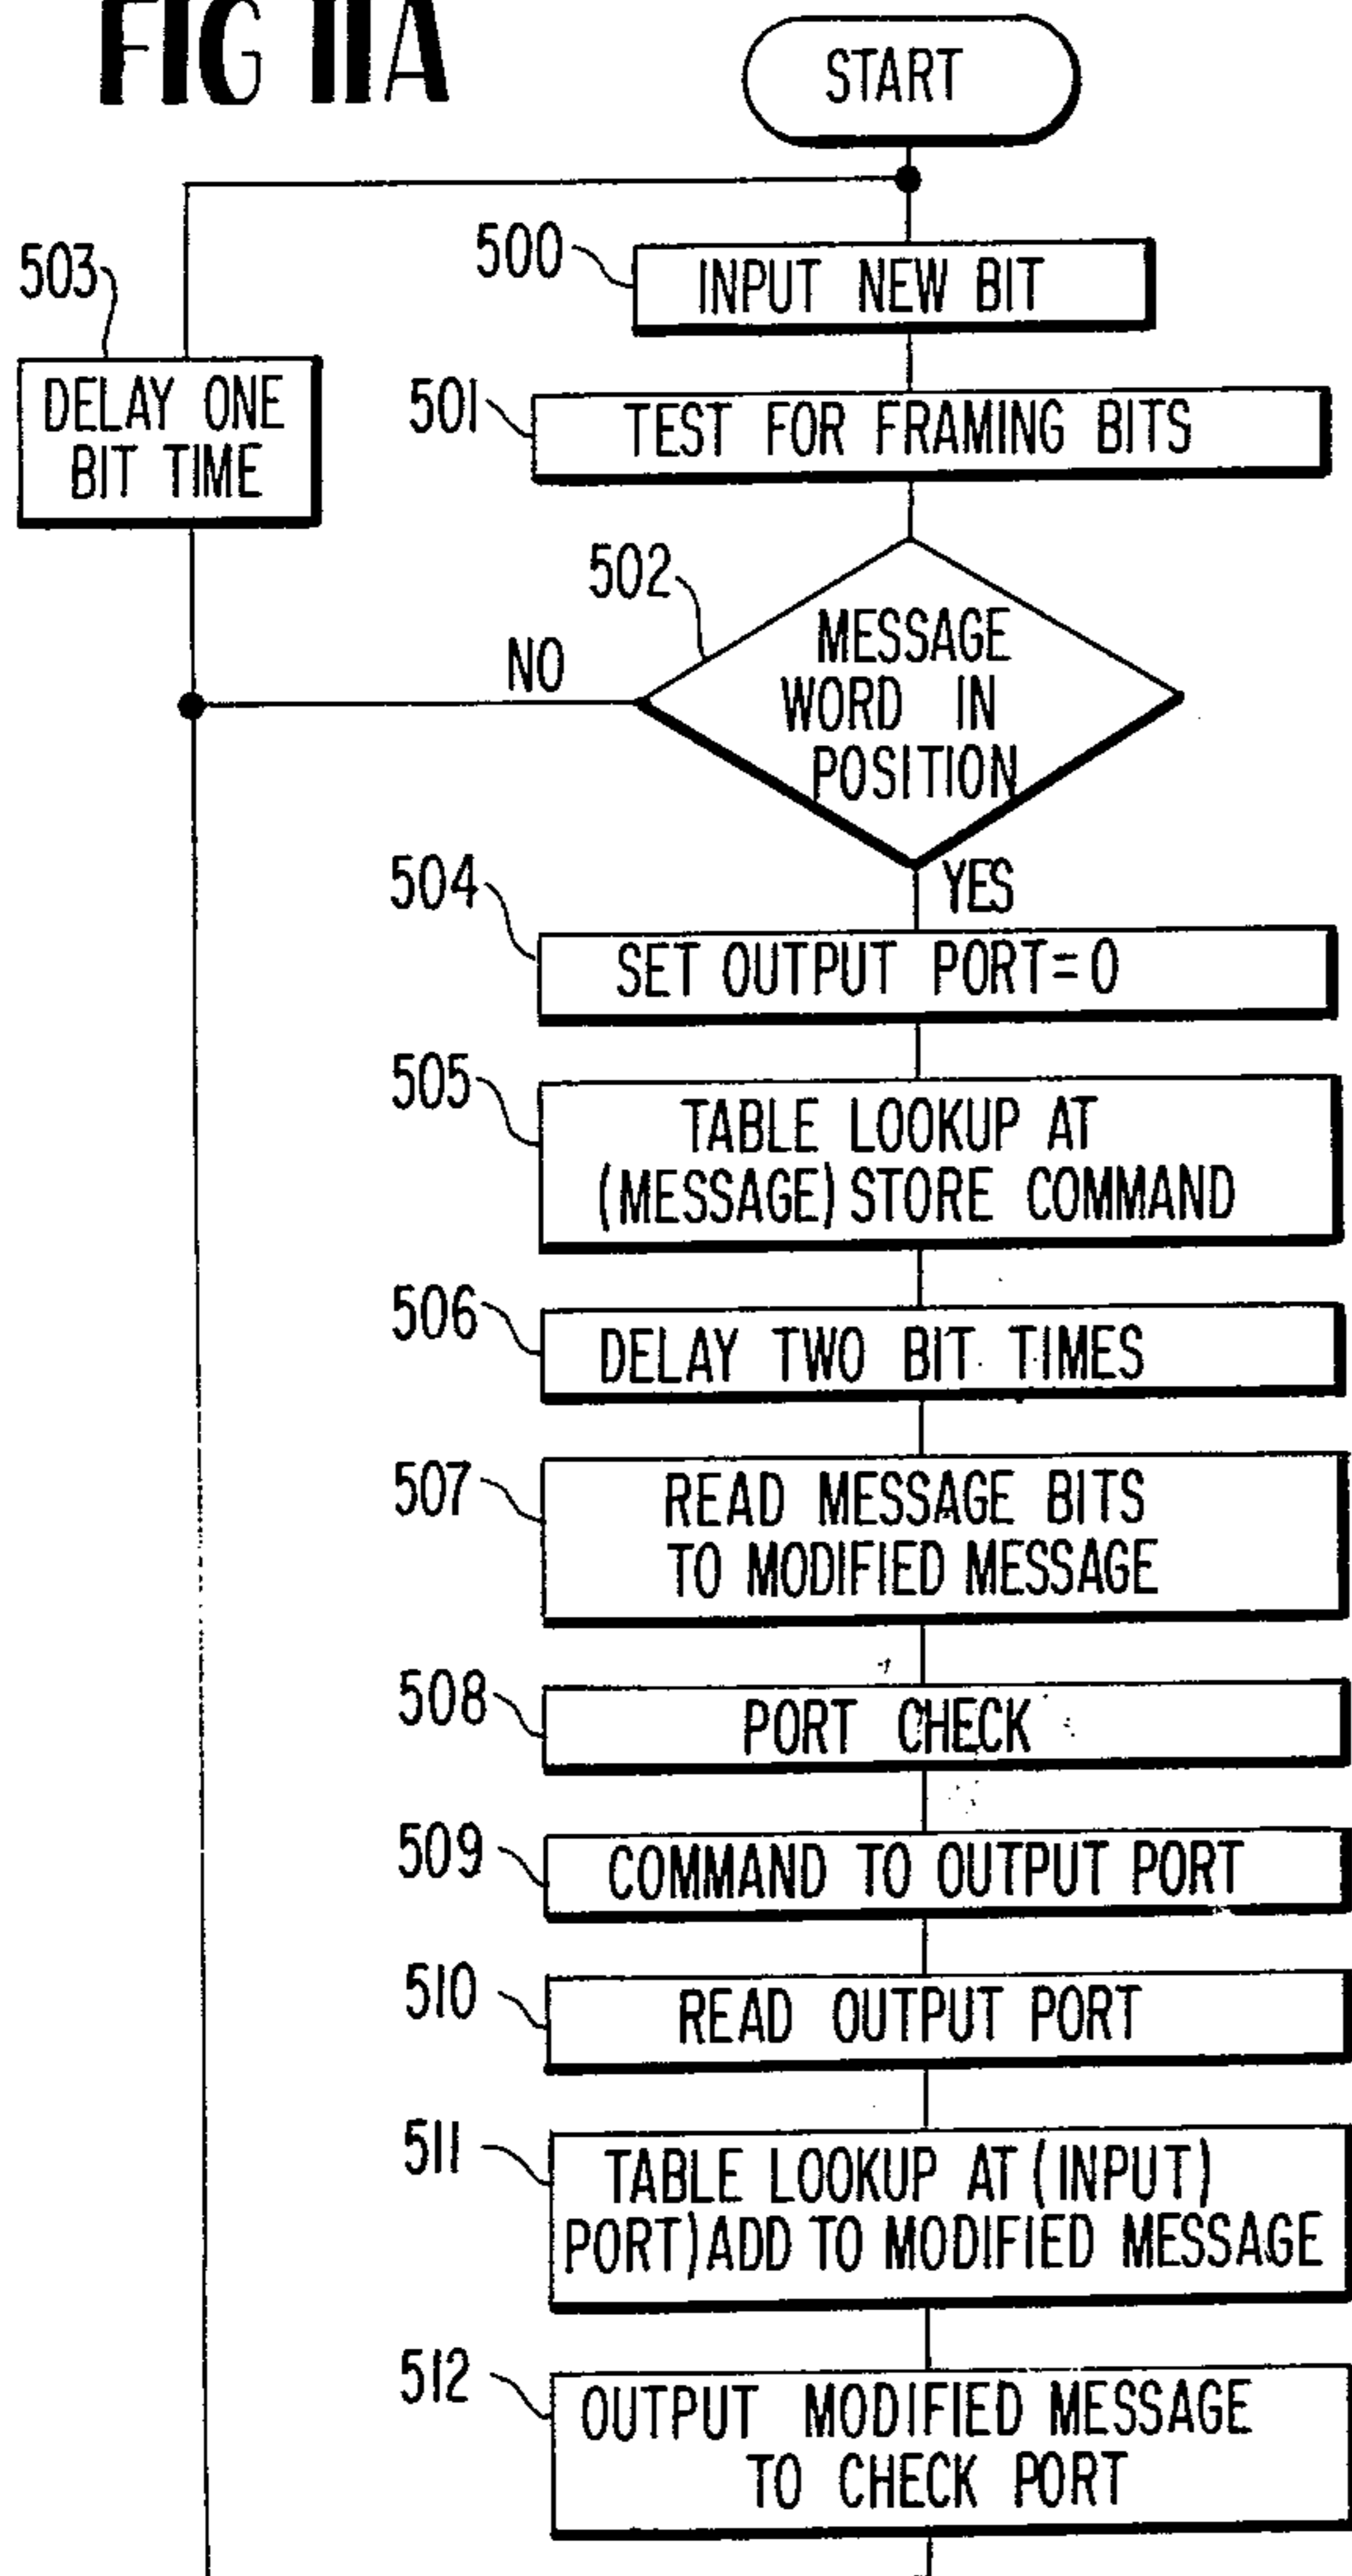 FIG 11A
START
500
INPUT NEW BIT
503
DELAY ONE
BIT TIME
501
TEST FOR FRAMING BITS
502
MESSAGE
WORD IN
POSITION
NO
YES
504
SET OUTPUT PORT=0
505
TABLE LOOKUP AT
(MESSAGE) STORE COMMAND
506
DELAY TWO BIT TIMES
507
READ MESSAGE BITS
TO MODIFIED MESSAGE
508
PORT CHECK
509
COMMAND TO OUTPUT PORT
510
READ OUTPUT PORT
511
TABLE LOOKUP AT (INPUT)
PORT) ADD TO MODIFIED MESSAGE
512
OUTPUT MODIFIED MESSAGE
TO CHECK PORT